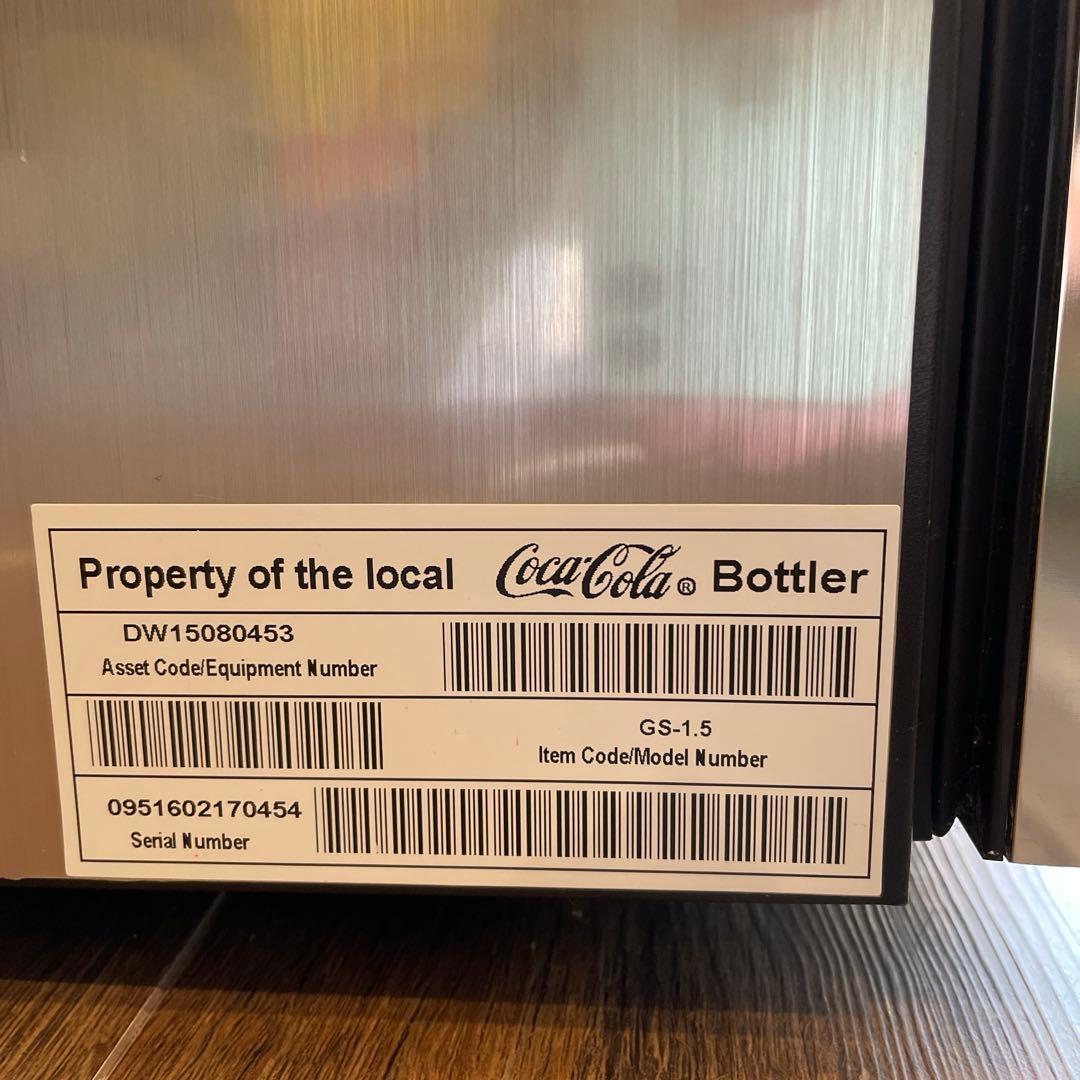 Property of the local Coca-Cola® Bottler
DW15080453
Asset Code/Equipment Number
GS-1.5
Item Code/Model Number
0951602170454
Serial Number